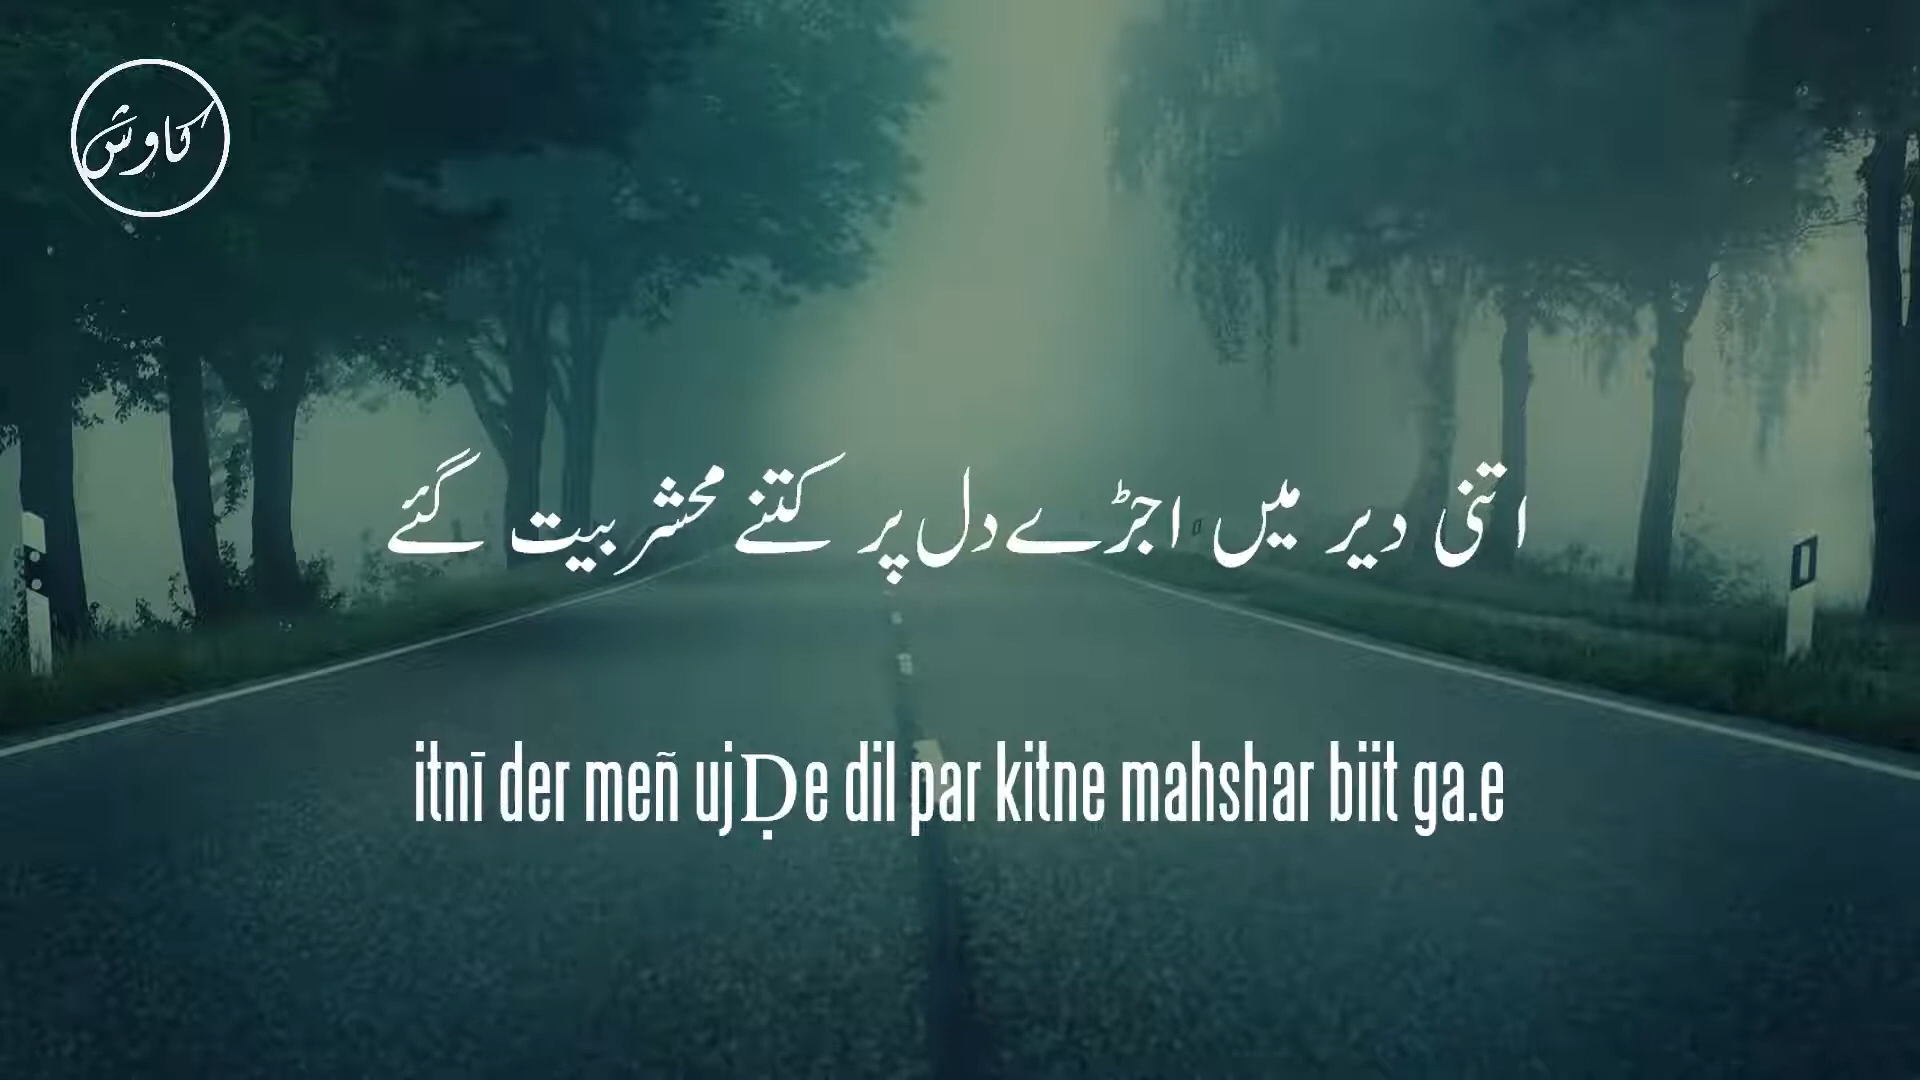 کاوش
اتنی دیر میں اجڑے دل پر کتنے محشر بیت گئے
itnī der meñ ujḌe dil par kitne mahshar biit ga.e